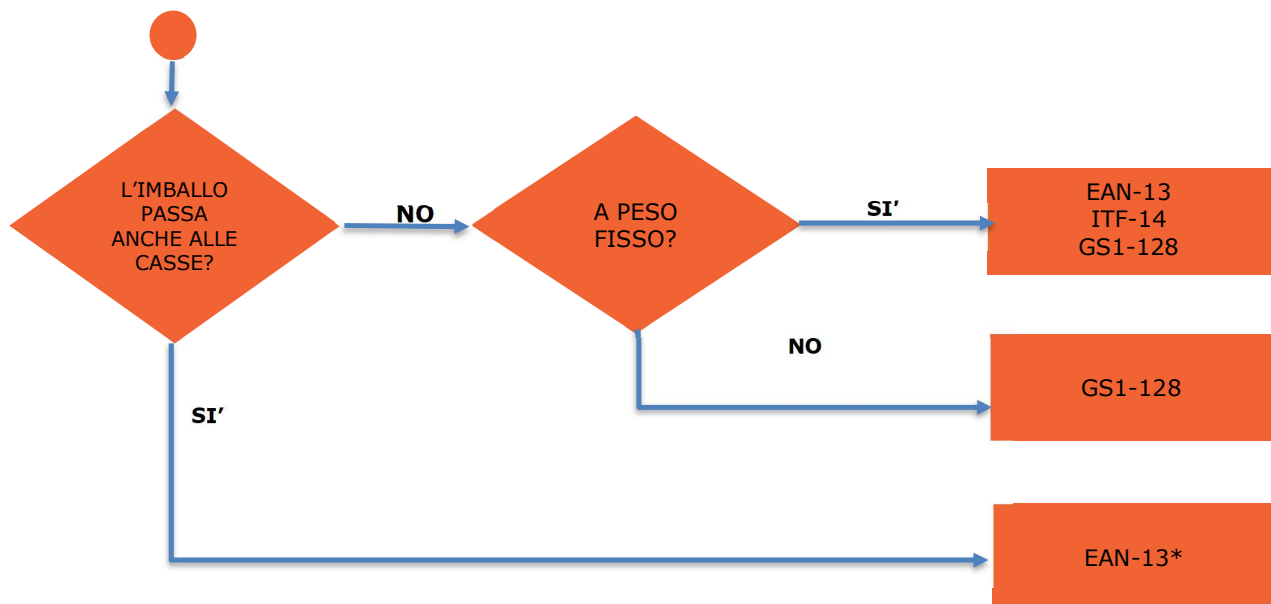 L’IMBALLO
PASSA
ANCHE ALLE
CASSE?
NO
A PESO
FISSO?
SI’
EAN-13
ITF-14
GS1-128
NO
GS1-128
SI’
EAN-13*